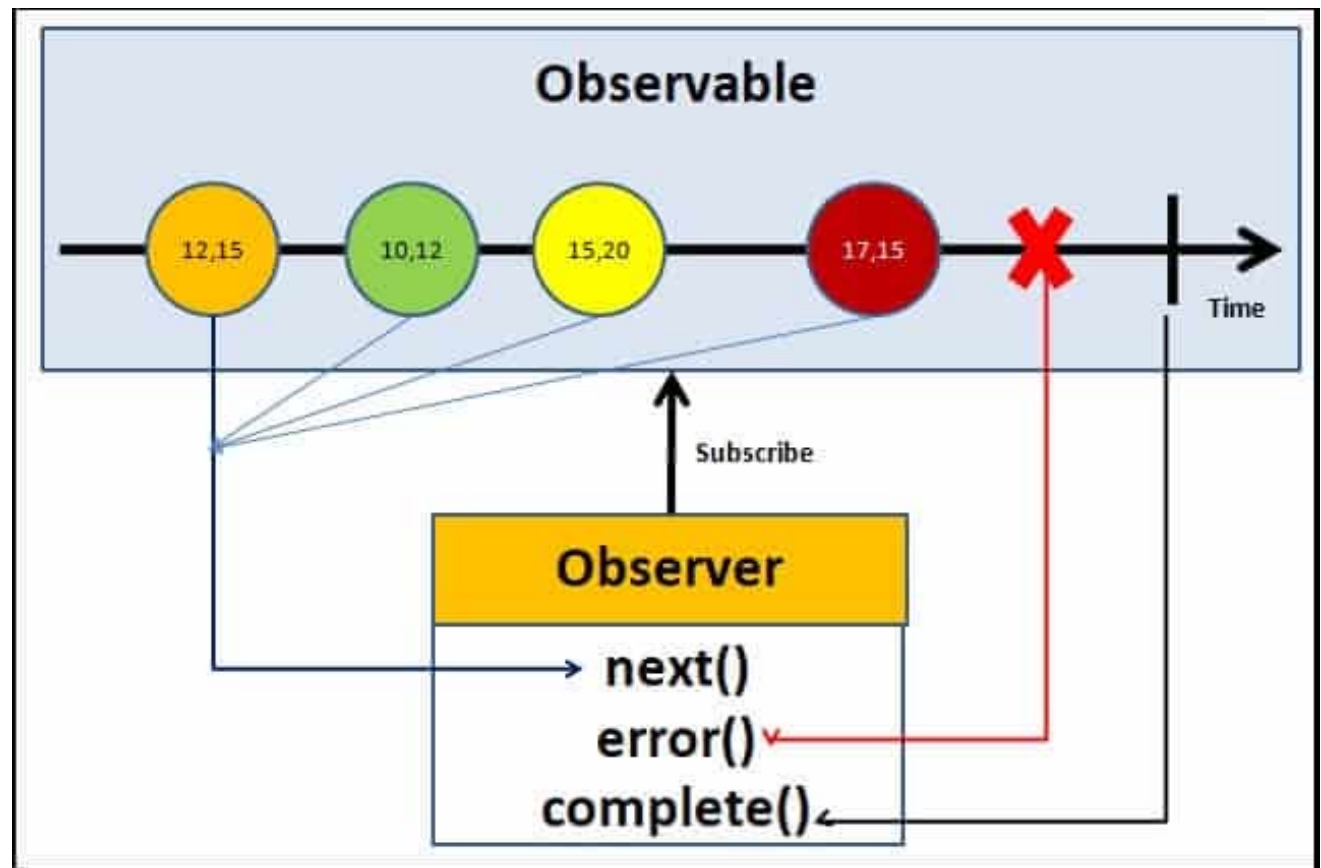 Observable
12,15
10,12
15,20
17,15
Time
Subscribe
Observer
next()
error()
complete()